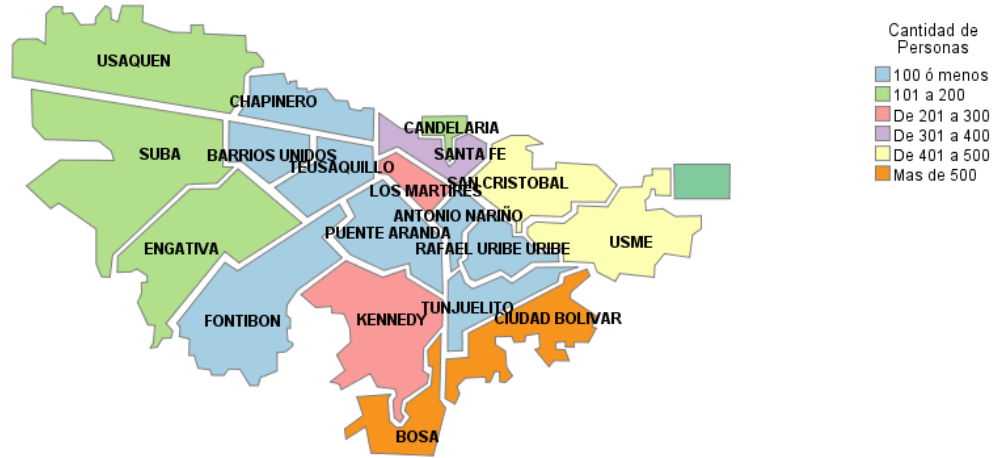 Cantidad de
Personas
100 ó menos
101 a 200
De 201 a 300
De 301 a 400
De 401 a 500
Mas de 500
USAQUEN
CHAPINERO
CANDELARIA
SUBA
BARRIOS UNIDOS
SANTA FE
TEUSAQUILLO
SAN CRISTOBAL
LOS MARTIRES
ANTONIO NARIÑO
PUENTE ARANDA
USME
ENGATIVA
RAFAEL URIBE URIBE
TUNJUELITO
FONTIBON
KENNEDY
CIUDAD BOLIVAR
BOSA